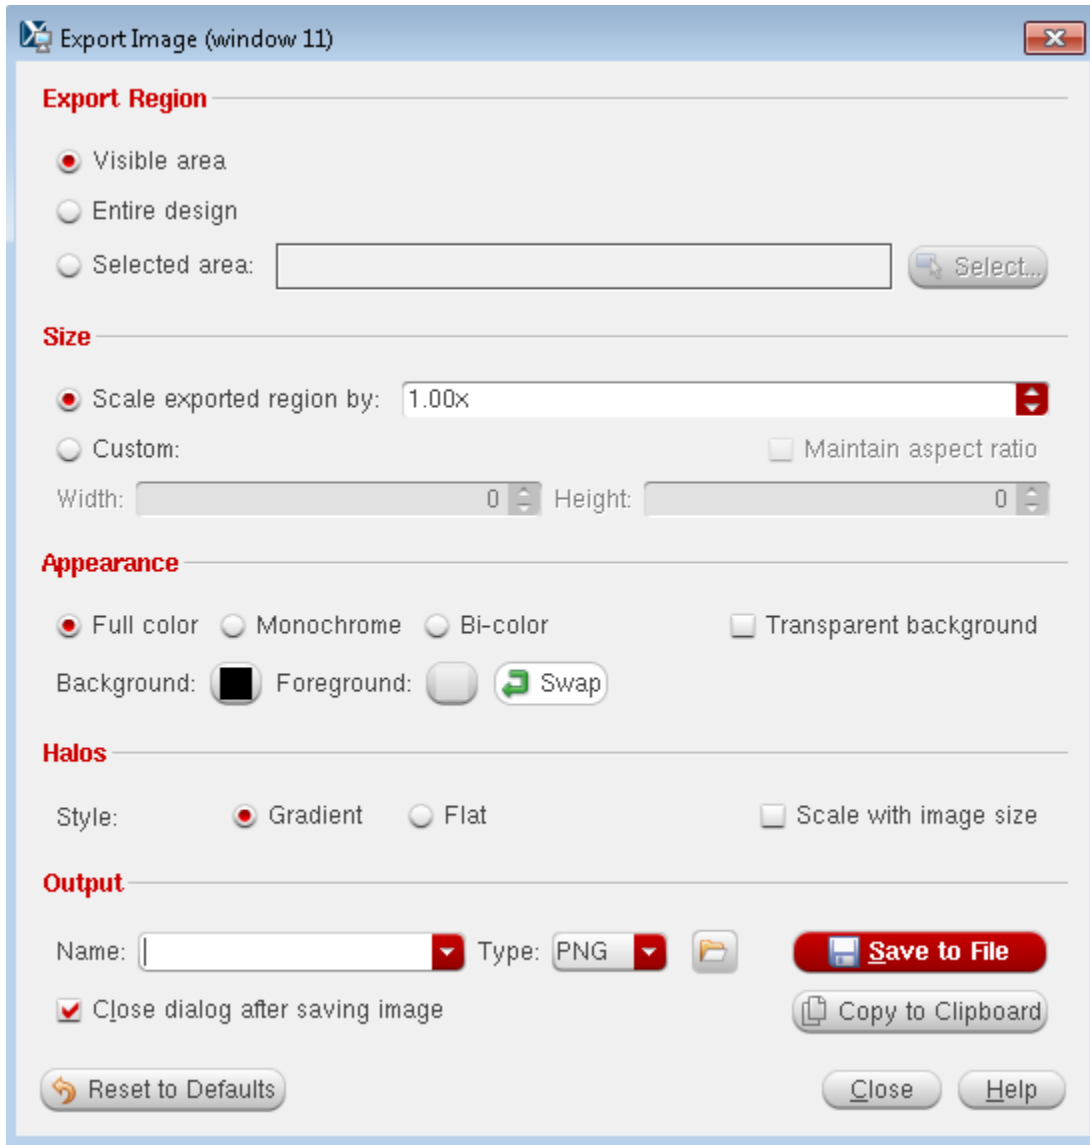 Export Image (window 11)
Export Region
Visible area
Entire design
Selected area: Select...
Size
Scale exported region by: 1.00x
Custom: Maintain aspect ratio
Width: 0 Height: 0
Appearance
Full color Monochrome Bi-color Transparent background
Background: Foreground: Swap
Halos
Style: Gradient Flat Scale with image size
Output
Name: Type: PNG Save to File
Close dialog after saving image Copy to Clipboard
Reset to Defaults Close Help